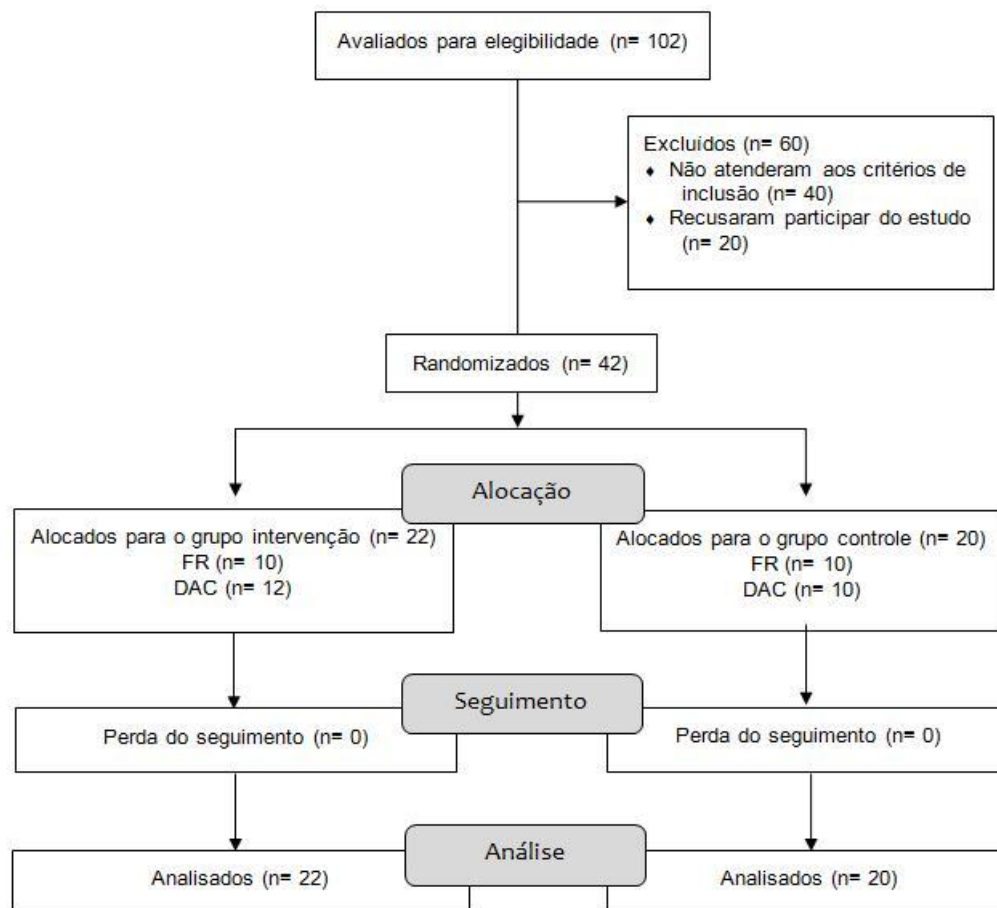 Avaliados para elegibilidade (n= 102)
Excluídos (n= 60)
♦ Não atenderam aos critérios de
inclusão (n= 40)
♦ Recusaram participar do estudo
(n= 20)
Randomizados (n= 42)
Alocação
Alocados para o grupo intervenção (n= 22)
FR (n= 10)
DAC (n= 12)
Alocados para o grupo controle (n= 20)
FR (n= 10)
DAC (n= 10)
Seguimento
Perda do seguimento (n= 0)
Perda do seguimento (n= 0)
Análise
Analisados (n= 22)
Analisados (n= 20)